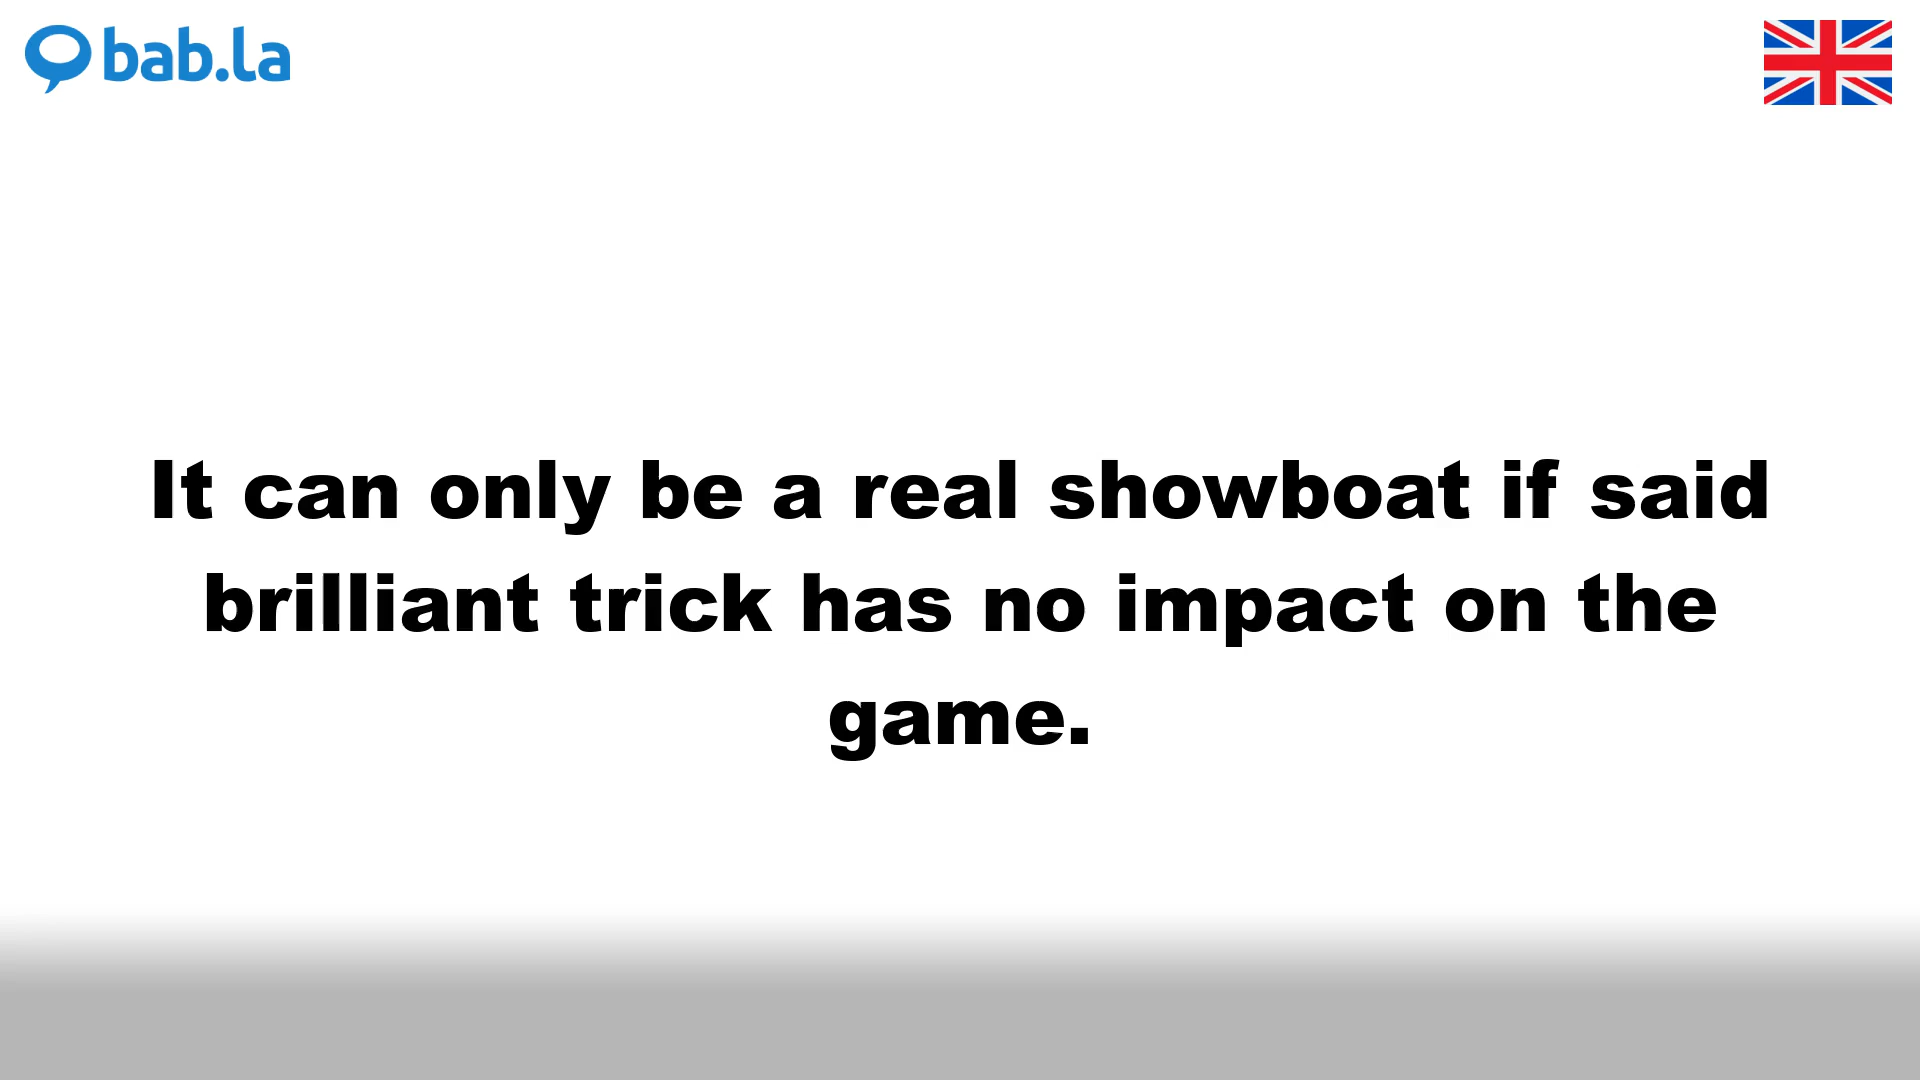 bab.la
It can only be a real showboat if said
brilliant trick has no impact on the
game.